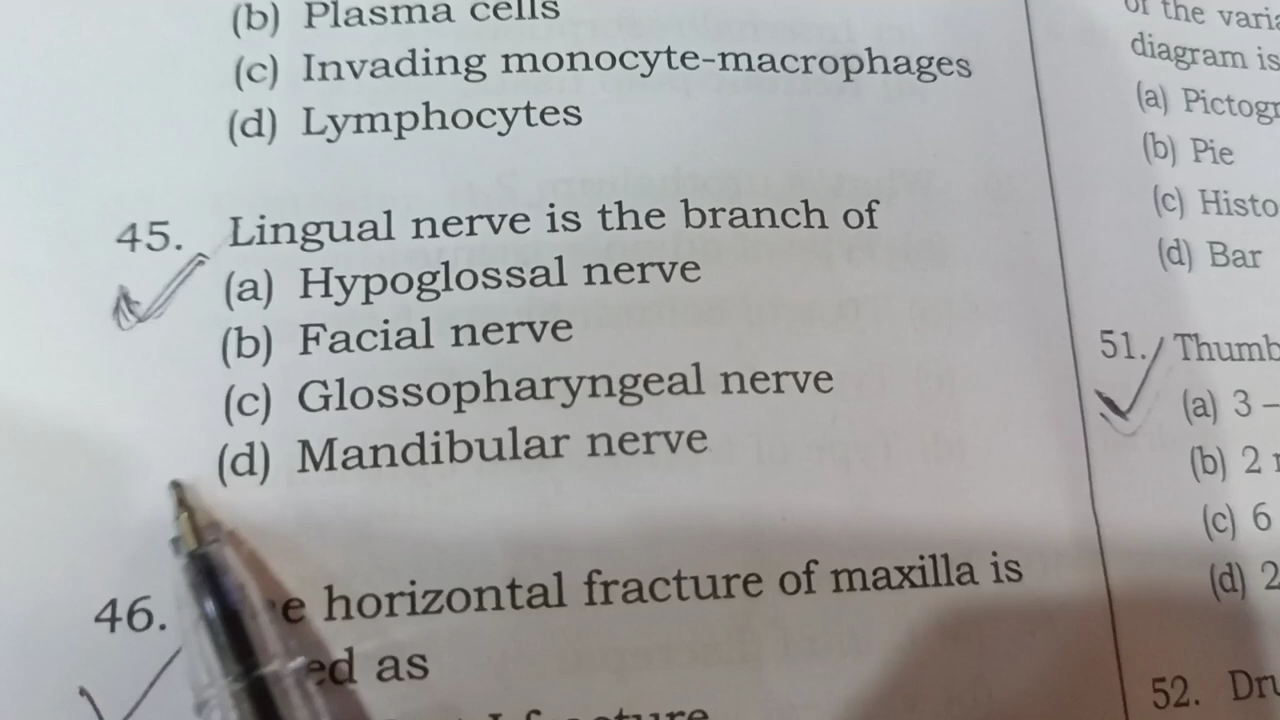 (b) Plasma cells
(c) Invading monocyte-macrophages
(d) Lymphocytes
45. Lingual nerve is the branch of
(a) Hypoglossal nerve
(b) Facial nerve
(c) Glossopharyngeal nerve
(d) Mandibular nerve
46. horizontal fracture of maxilla is
as
of the
diagram is
(a)
(b) Pie
(c)
(d) Bar
51. Thumb
(a) 3 –
(b) 2
(c) 6
(d) 2
52.